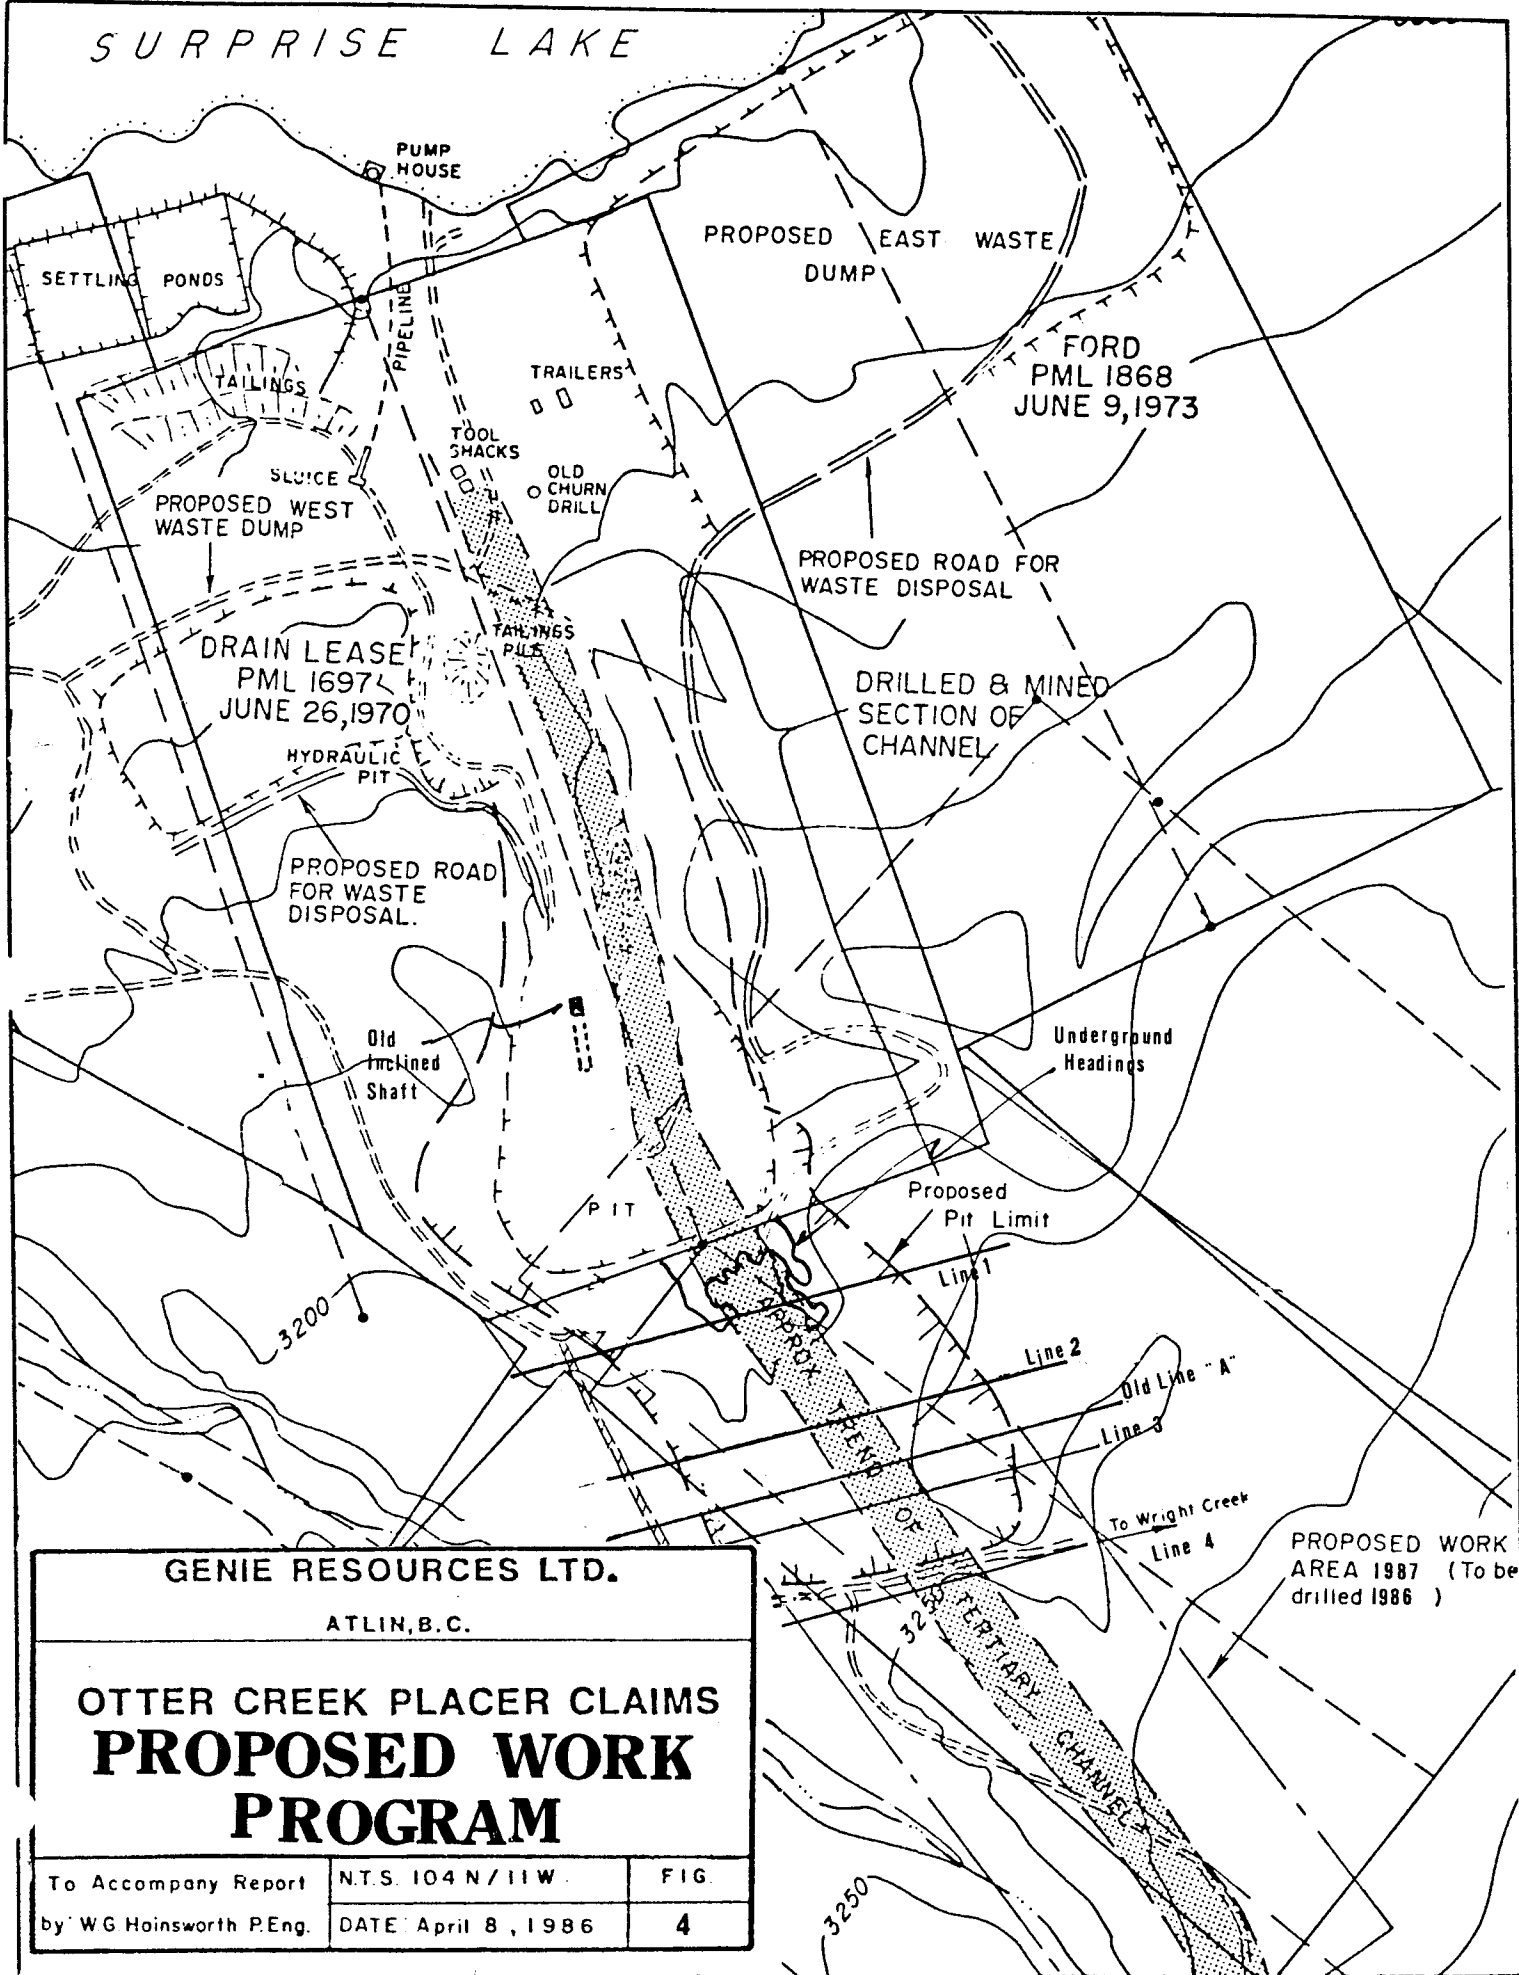 SURPRISE LAKE
PUMP
HOUSE
SETTLING PONDS
PIPELINE
PROPOSED EAST WASTE
DUMP
TAILINGS
TRAILERS
FORD
PML 1868
JUNE 9,1973
TOOL
SHACKS
SLUICE
OLD
CHURN
DRILL
PROPOSED WEST
WASTE DUMP
PROPOSED ROAD FOR
WASTE DISPOSAL
TAILINGS
PILE
DRAIN LEASE
PML 1697
JUNE 26,1970
DRILLED & MINED
SECTION OF
CHANNEL
HYDRAULIC
PIT
PROPOSED ROAD
FOR WASTE
DISPOSAL.
Old
Inclined
Shaft
Underground
Headings
PIT
Proposed
Pit Limit
Line 1
3200
Line 2
Old Line "A"
Line 3
To Wright Creek
Line 4
PROPOSED WORK
AREA 1987 (To be
drilled 1986 )
APPROX TREND OF TERTIARY CHANNEL
3250
3250
GENIE RESOURCES LTD.
ATLIN, B.C.
OTTER CREEK PLACER CLAIMS
PROPOSED WORK
PROGRAM
To Accompany Report
by W.G. Hainsworth P.Eng.
N.T.S. 104 N/11 W.
DATE April 8, 1986
FIG.
4